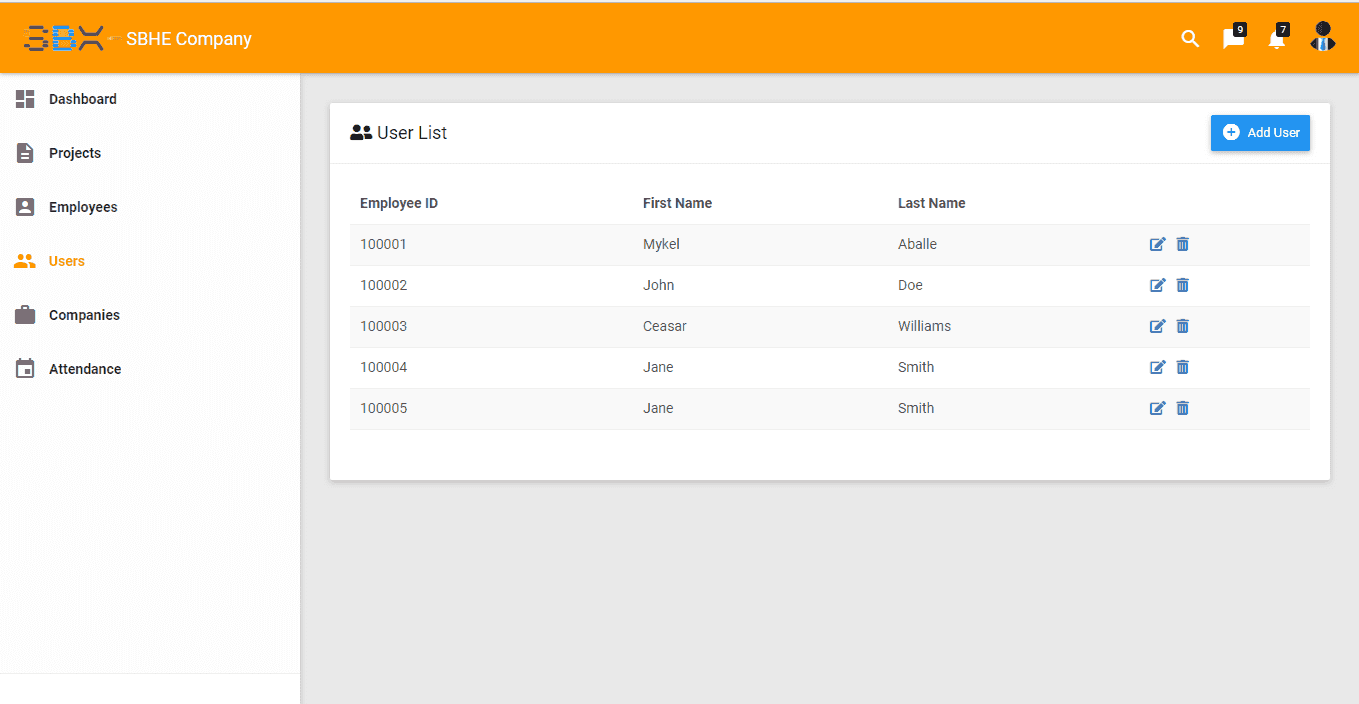 SBX SBHE Company
9
7
Dashboard
Projects
Employees
Users
Companies
Attendance
User List
Add User
Employee ID First Name Last Name
100001 Mykel Aballe
100002 John Doe
100003 Ceasar Williams
100004 Jane Smith
100005 Jane Smith